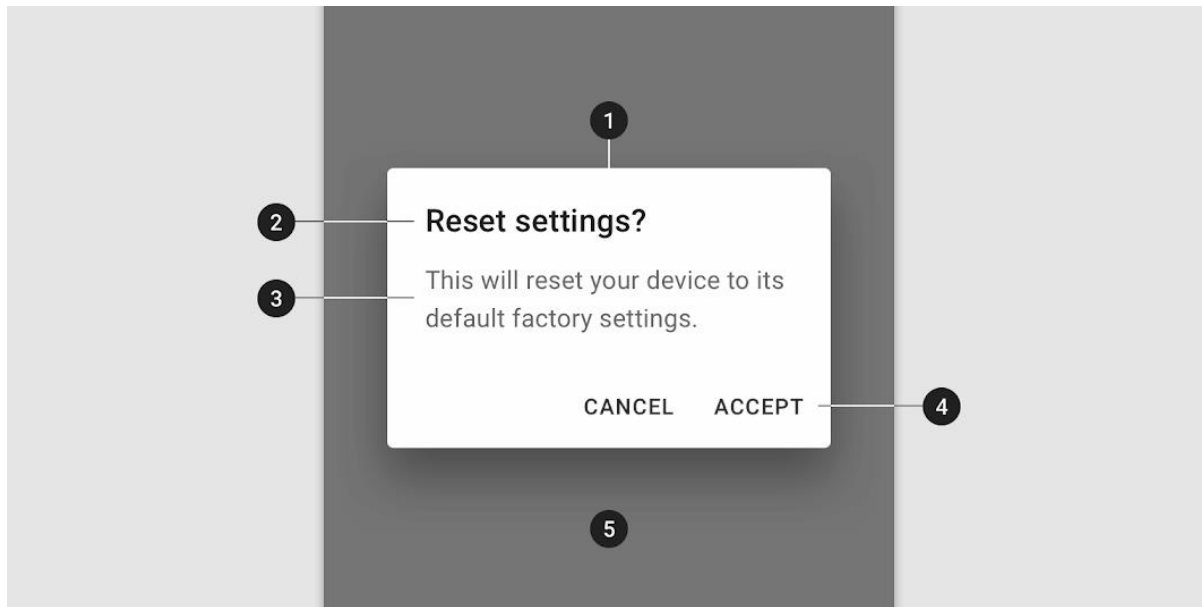 1
2
Reset settings?
3
This will reset your device to its
default factory settings.
CANCEL ACCEPT
4
5